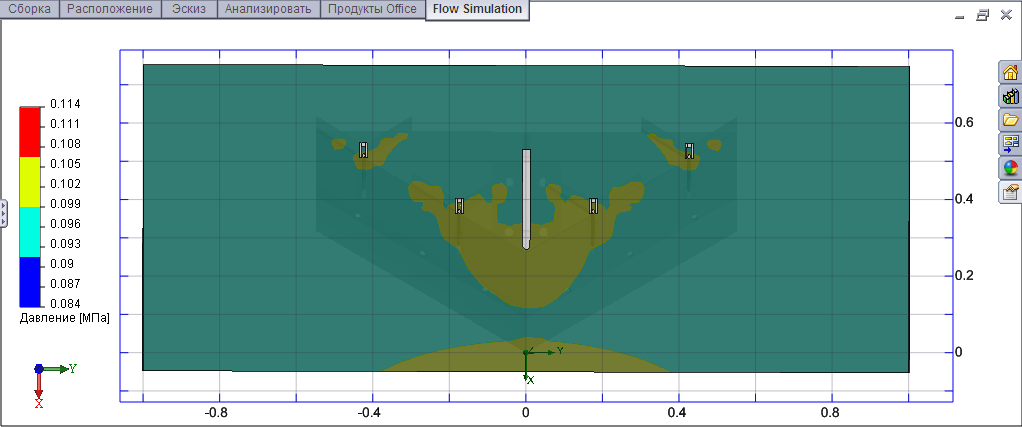 Сборка Расположение Эскиз Анализировать Продукты Office Flow Simulation
0.114
0.111
0.108
0.105
0.102
0.099
0.096
0.093
0.09
0.087
0.084
Давление [МПа]
Y
X
0.6
0.4
0.2
0
Y
X
-0.8 -0.4 0 0.4 0.8